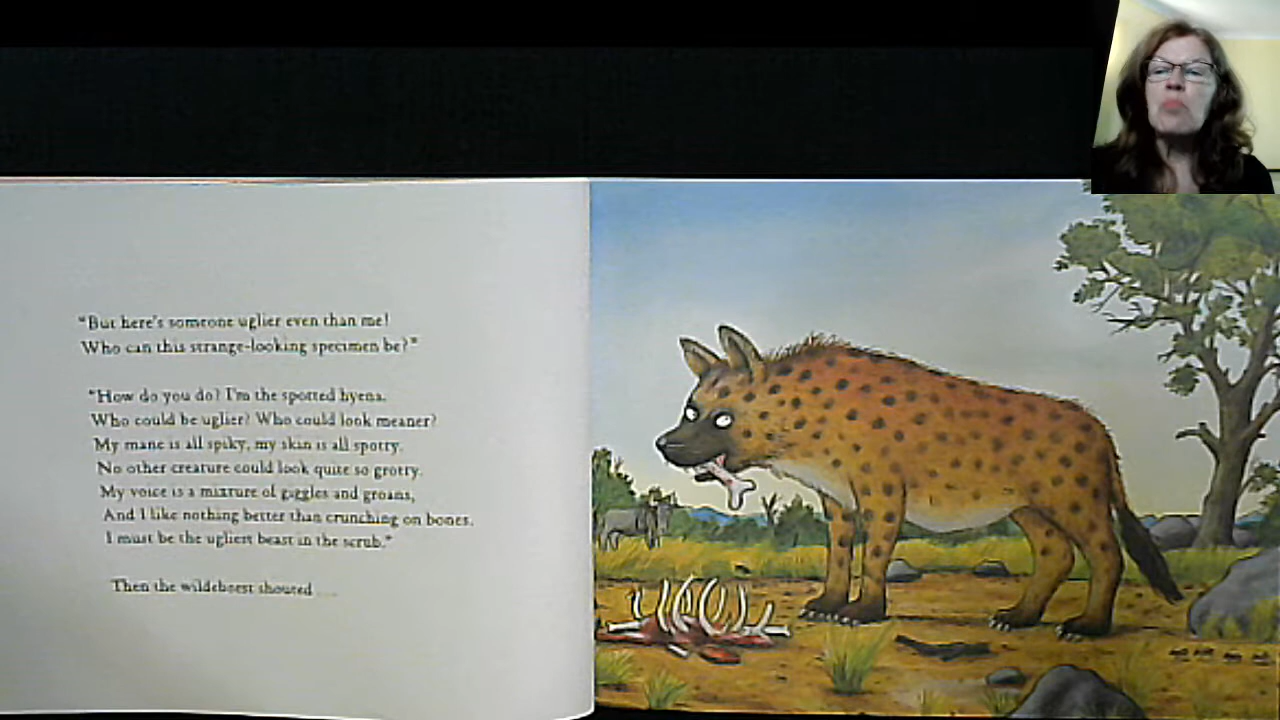 "But here's someone uglier even than me!
Who can this strange-looking specimen be?"
"How do you do? I'm the spotted hyena.
Who could be uglier? Who could look meaner?
My mane is all spiky, my skin is all spotty.
No other creature could look quite so grotty.
My voice is a mixture of giggles and groans,
And I like nothing better than crunching on bones.
I must be the ugliest beast in the scrub."
Then the wildebeest shouted ....